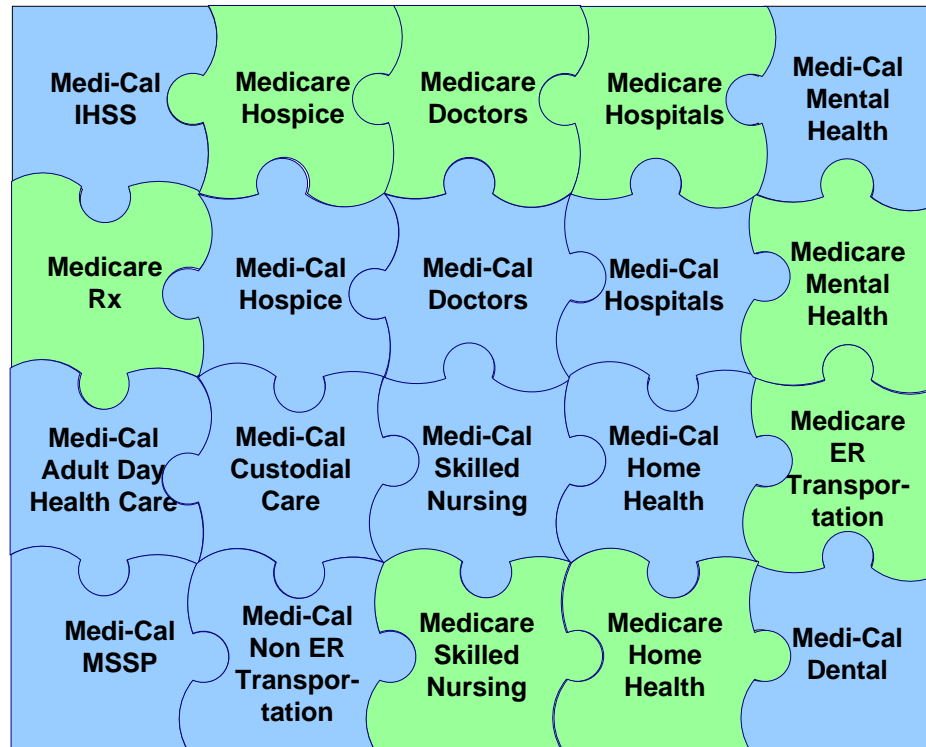 Medi-Cal
IHSS
Medicare
Hospice
Medicare
Doctors
Medicare
Hospitals
Medi-Cal
Mental
Health
Medicare
Rx
Medi-Cal
Hospice
Medi-Cal
Doctors
Medi-Cal
Hospitals
Medicare
Mental
Health
Medi-Cal
Adult Day
Health Care
Medi-Cal
Custodial
Care
Medi-Cal
Skilled
Nursing
Medi-Cal
Home
Health
Medicare
ER
Transpor-
tation
Medi-Cal
MSSP
Medi-Cal
Non ER
Transpor-
tation
Medicare
Skilled
Nursing
Medicare
Home
Health
Medi-Cal
Dental